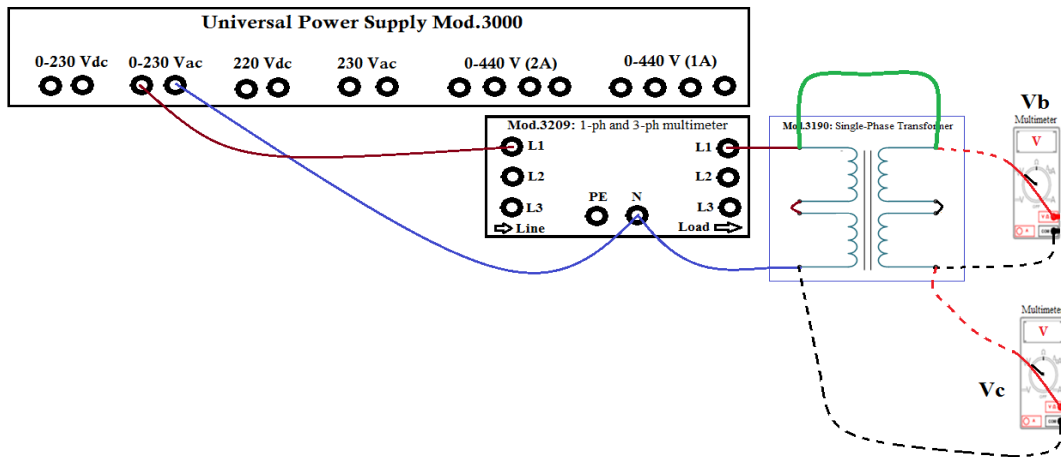 Universal Power Supply Mod.3000
0-230 Vdc 0-230 Vac 220 Vdc 230 Vac 0-440 V (2A) 0-440 V (1A)
Mod.3209: 1-ph and 3-ph multimeter
L1 L1
L2 L2
L3 PE N L3
Line Load
Mod.3190: Single-Phase Transformer
Vb
Multimeter
V
Multimeter
V
Vc